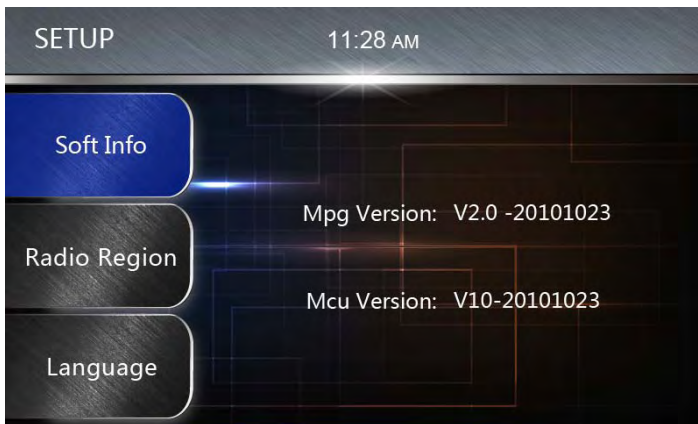 SETUP 11:28 AM
Soft Info
Mpg Version: V2.0 -20101023
Radio Region
Mcu Version: V10-20101023
Language